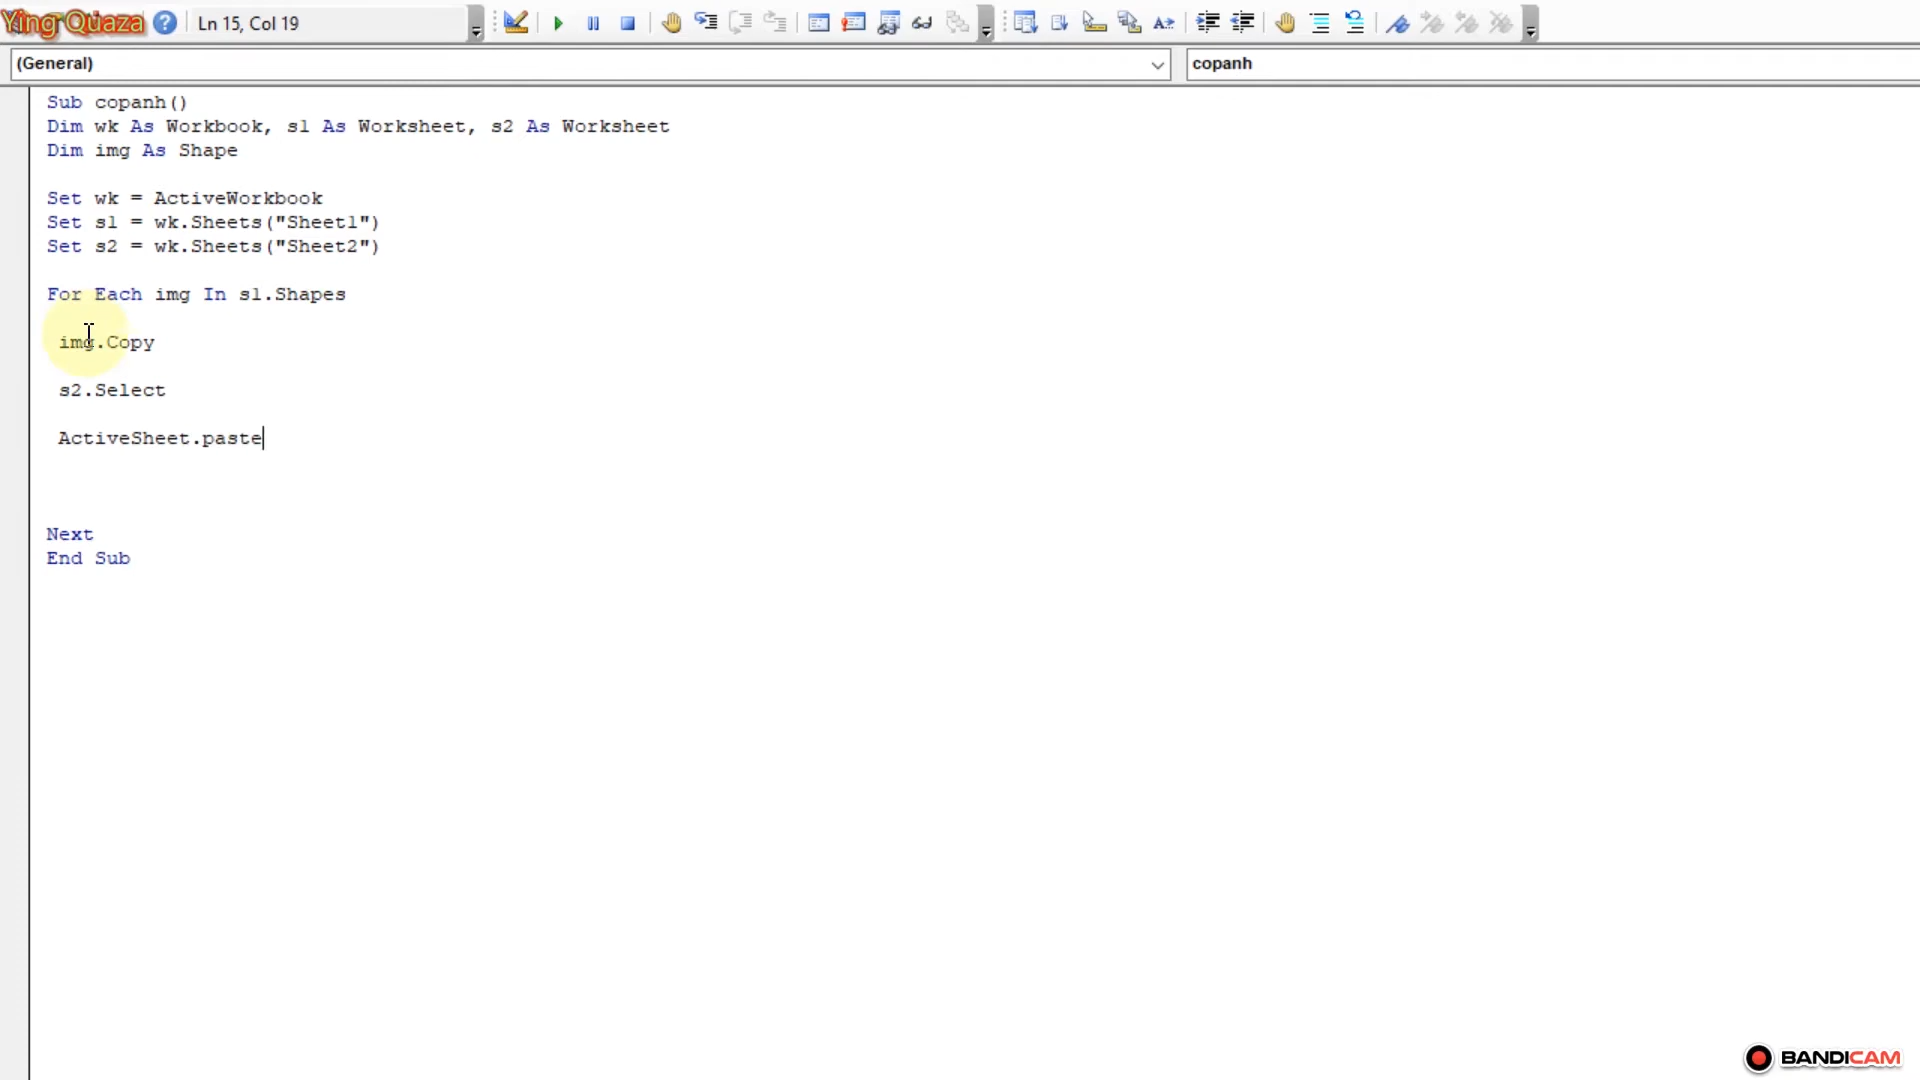 Ying Quaza ? Ln 15, Col 19
(General) copanh
Sub copanh()
Dim wk As Workbook, s1 As Worksheet, s2 As Worksheet
Dim img As Shape
Set wk = ActiveWorkbook
Set s1 = wk.Sheets("Sheet1")
Set s2 = wk.Sheets("Sheet2")
For Each img In s1.Shapes
img.Copy
s2.Select
ActiveSheet.paste
Next
End Sub
BANDICAM